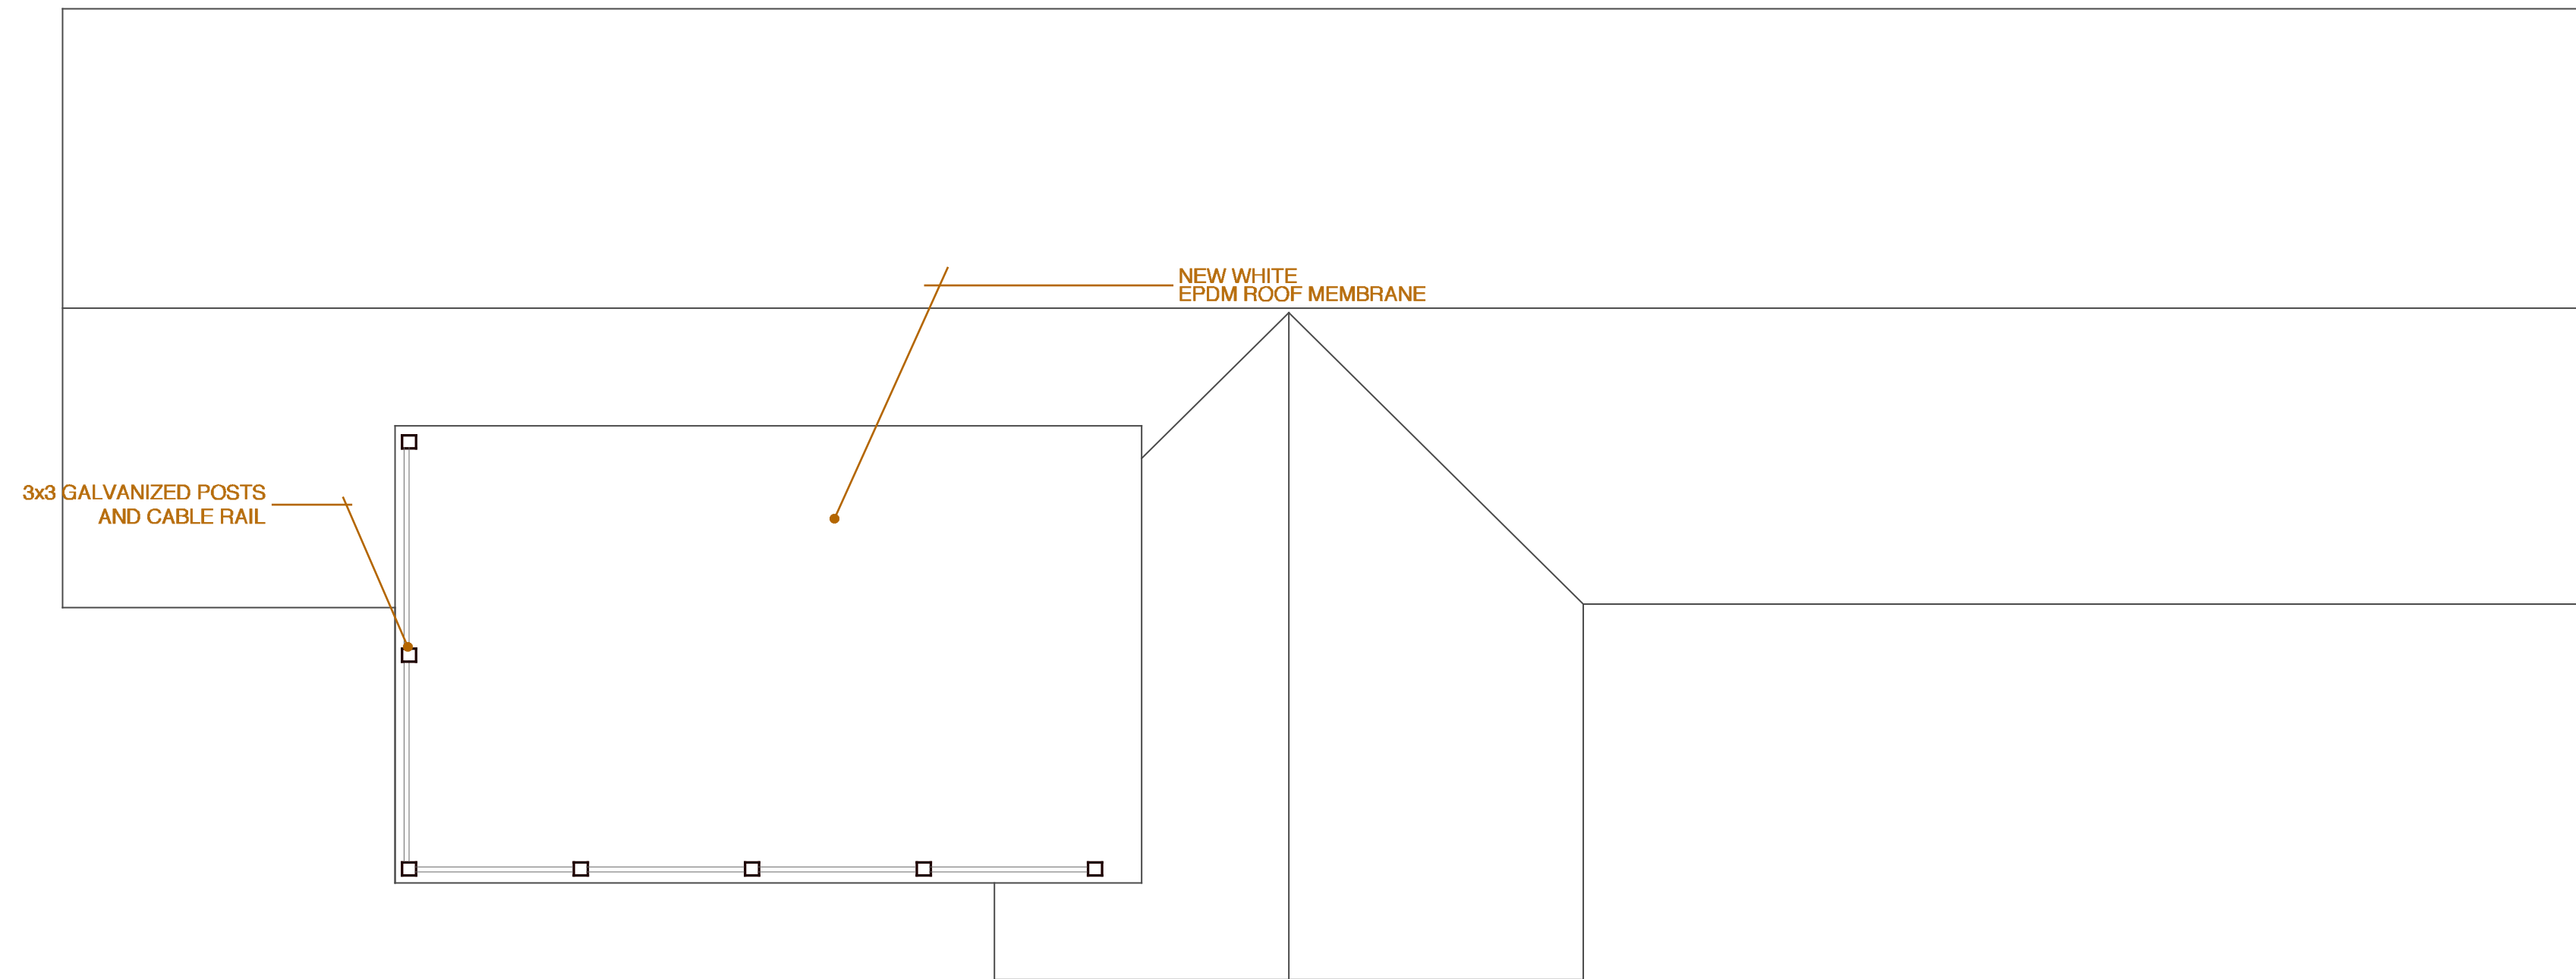 NEW WHITE
EPDM ROOF MEMBRANE
3x3 GALVANIZED POSTS
AND CABLE RAIL